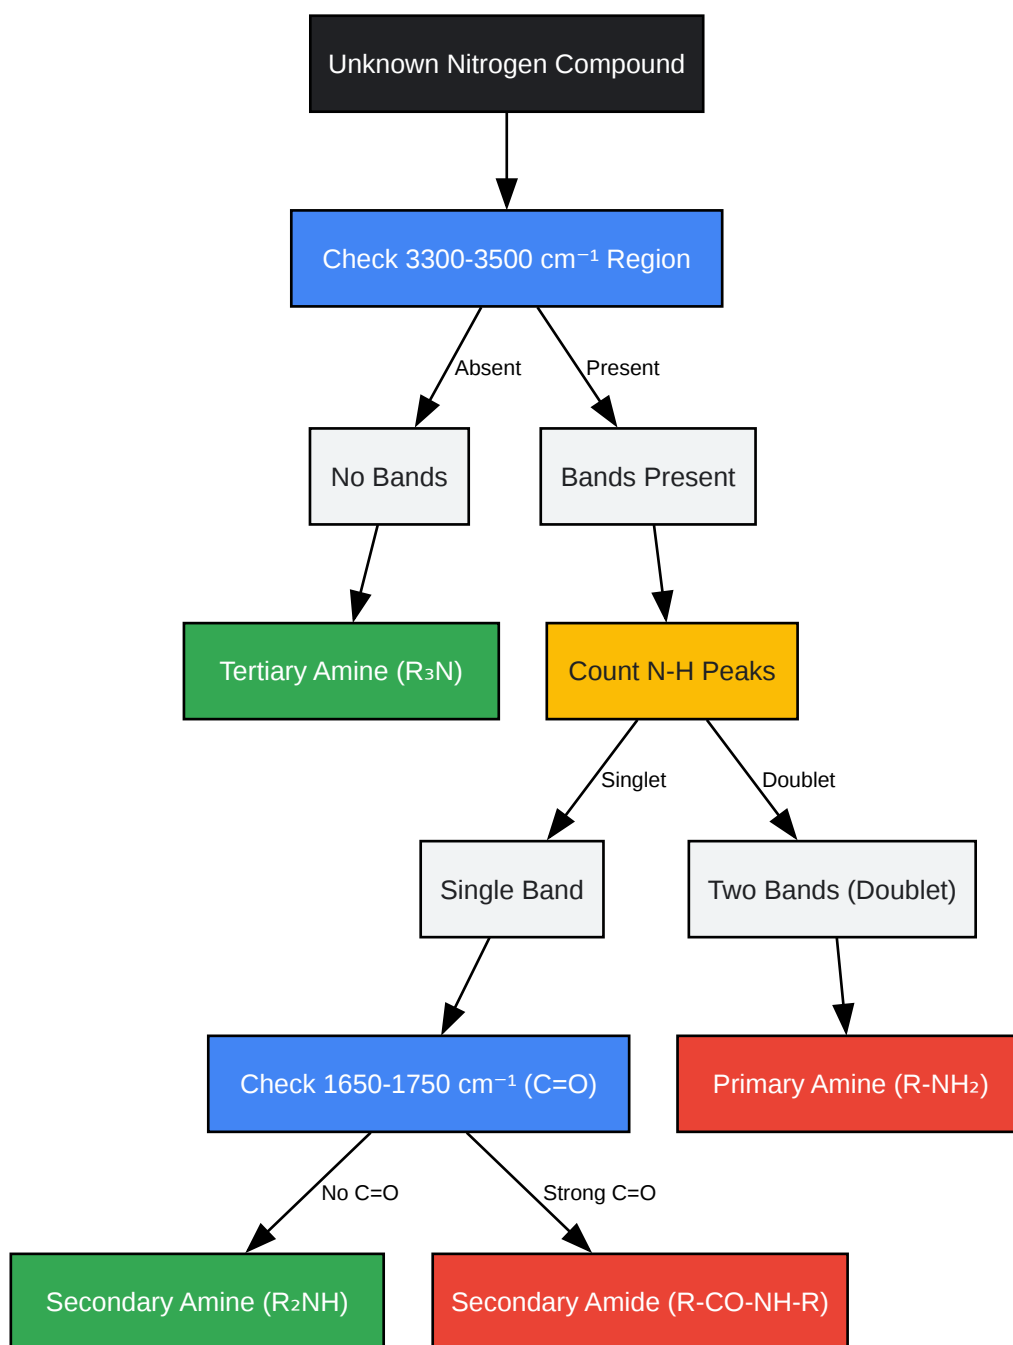 Unknown Nitrogen Compound
Check 3300-3500 cm⁻¹ Region
Absent
Present
No Bands
Bands Present
Tertiary Amine (R₃N)
Count N-H Peaks
Singlet
Doublet
Single Band
Two Bands (Doublet)
Check 1650-1750 cm⁻¹ (C=O)
Primary Amine (R-NH₂)
No C=O
Strong C=O
Secondary Amine (R₂NH)
Secondary Amide (R-CO-NH-R)